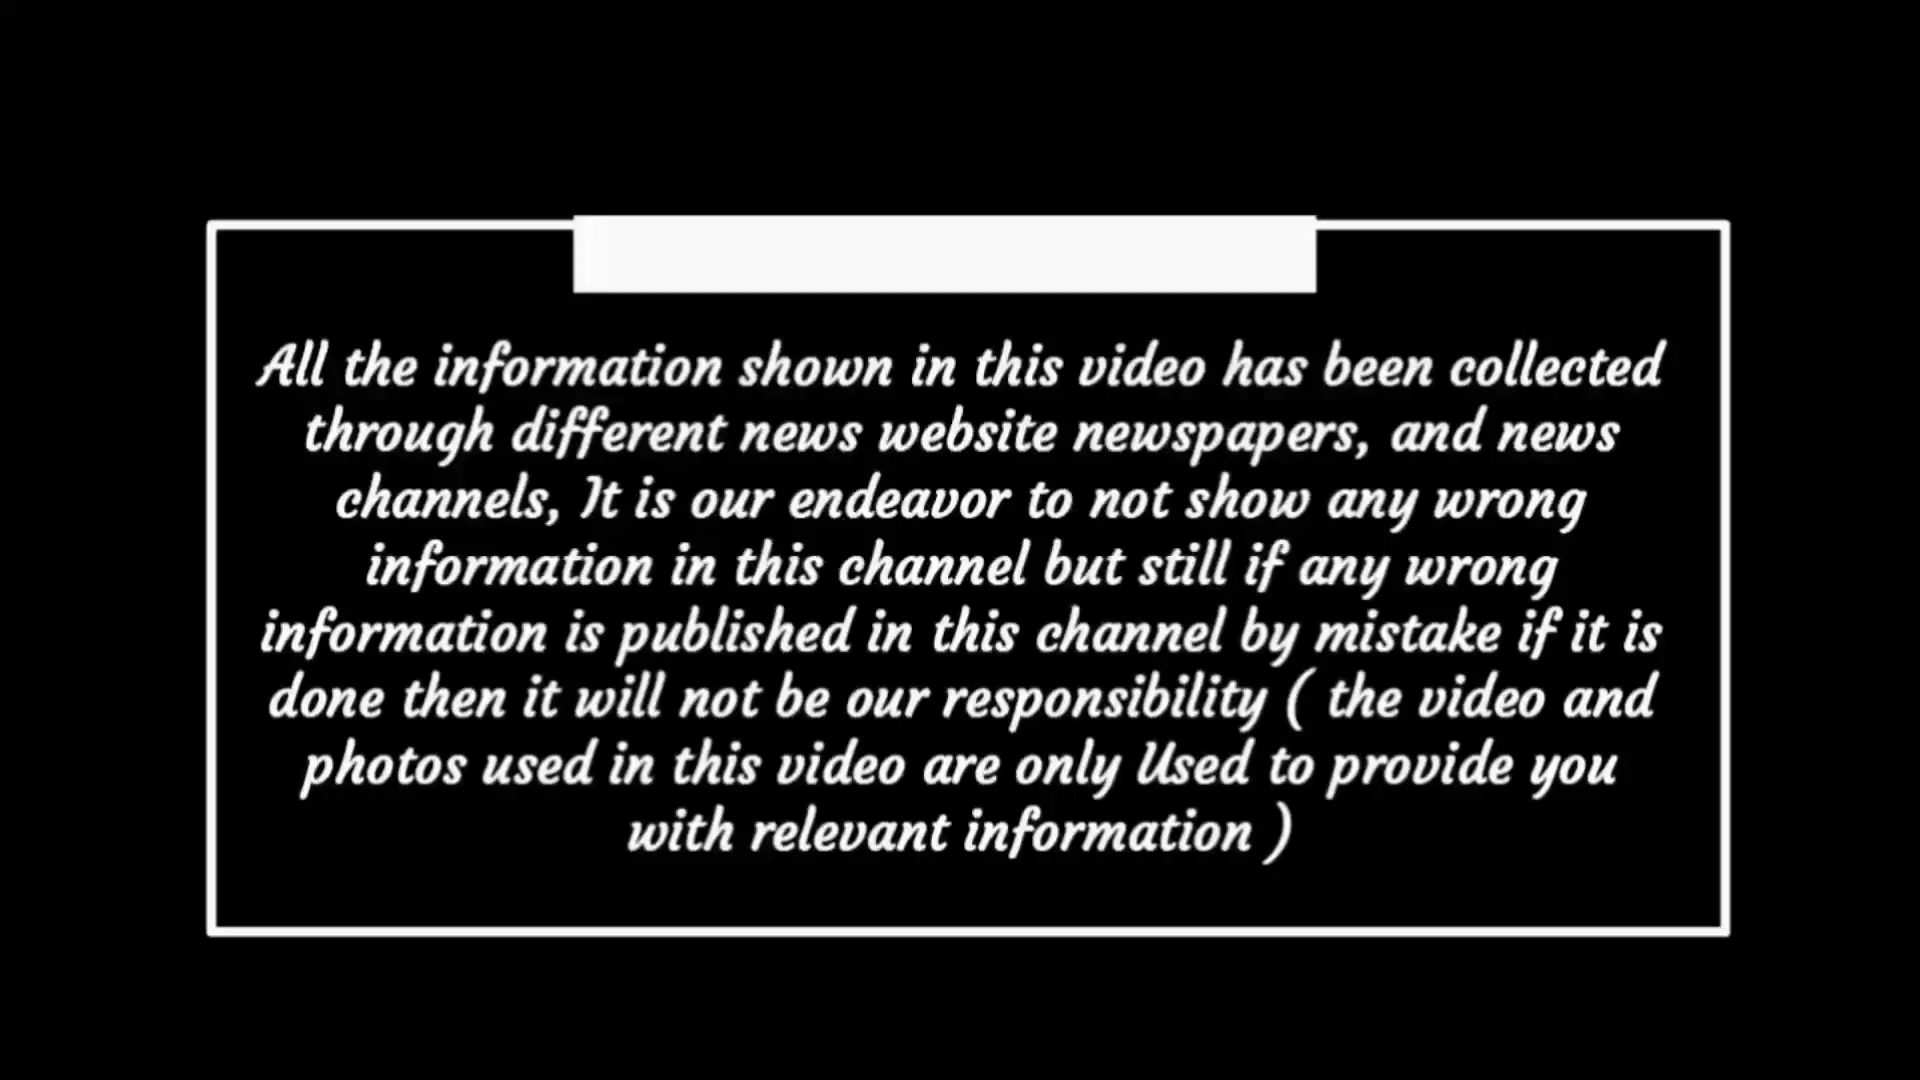 All the information shown in this video has been collected
through different news website newspapers, and news
channels, It is our endeavor to not show any wrong
information in this channel but still if any wrong
information is published in this channel by mistake if it is
done then it will not be our responsibility ( the video and
photos used in this video are only Used to provide you
with relevant information )